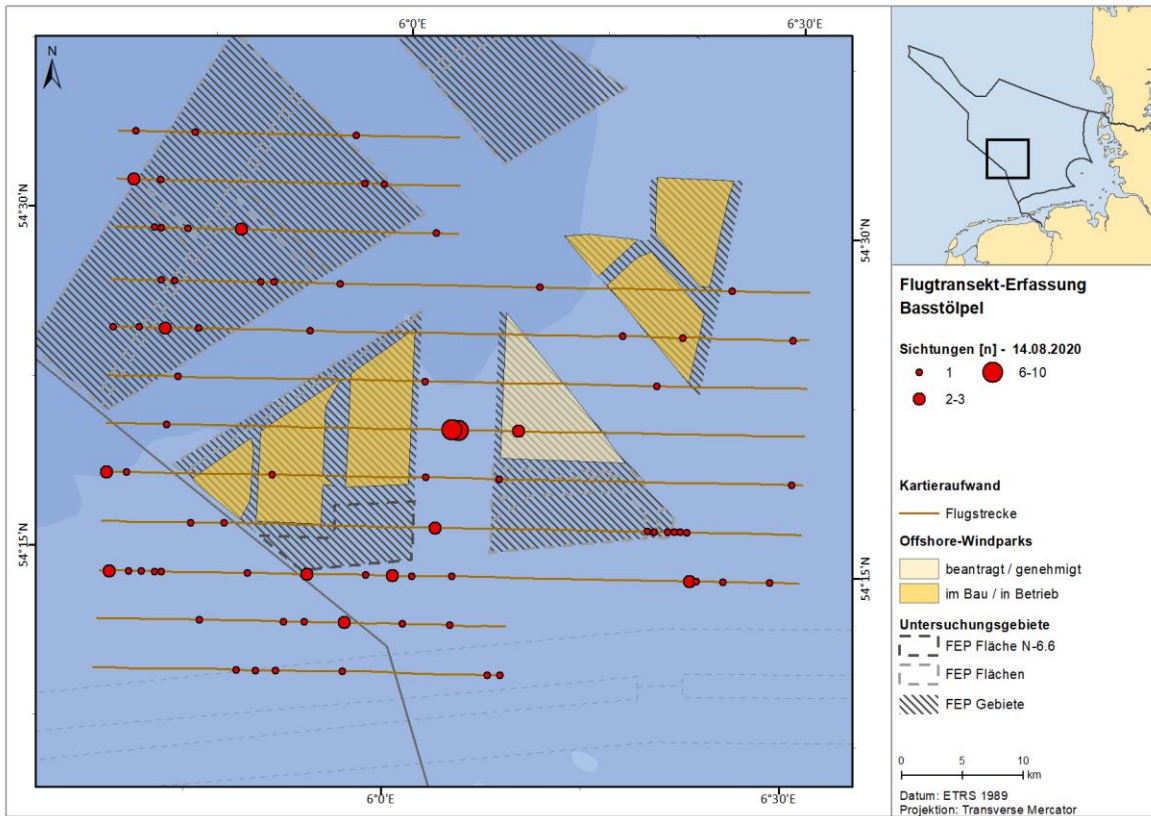 6°0'E
6°30'E
N
54°30'N
54°30'N
54°15'N
54°15'N
6°0'E
6°30'E
Flugtransekt-Erfassung
Basstölpel
Sichtungen [n] - 14.08.2020
1
6-10
2-3
Kartieraufwand
Flugstrecke
Offshore-Windparks
beantragt / genehmigt
im Bau / in Betrieb
Untersuchungsgebiete
FEP Fläche N-6.6
FEP Flächen
FEP Gebiete
0 5 10
km
Datum: ETRS 1989
Projektion: Transverse Mercator